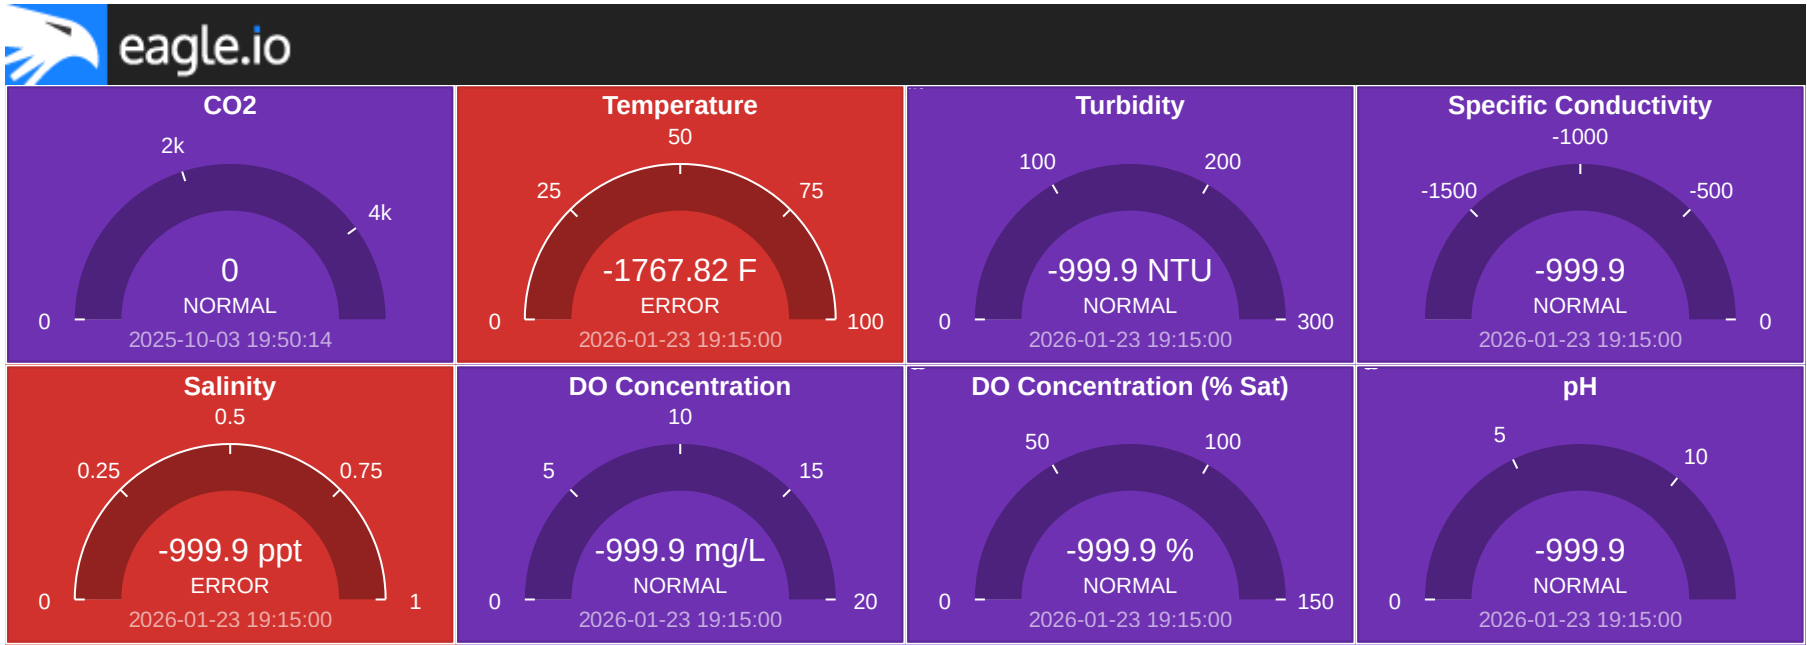 eagle.io
CO2
2k
4k
0
NORMAL
0
2025-10-03 19:50:14
Temperature
50
25
75
-1767.82 F
ERROR
0
100
2026-01-23 19:15:00
Turbidity
100
200
-999.9 NTU
NORMAL
0
300
2026-01-23 19:15:00
Specific Conductivity
-1000
-1500
-500
-999.9
NORMAL
0
2026-01-23 19:15:00
Salinity
0.5
0.25
0.75
-999.9 ppt
ERROR
0
1
2026-01-23 19:15:00
DO Concentration
10
5
15
-999.9 mg/L
NORMAL
0
20
2026-01-23 19:15:00
DO Concentration (% Sat)
50
100
-999.9 %
NORMAL
0
150
2026-01-23 19:15:00
pH
5
10
-999.9
NORMAL
0
2026-01-23 19:15:00